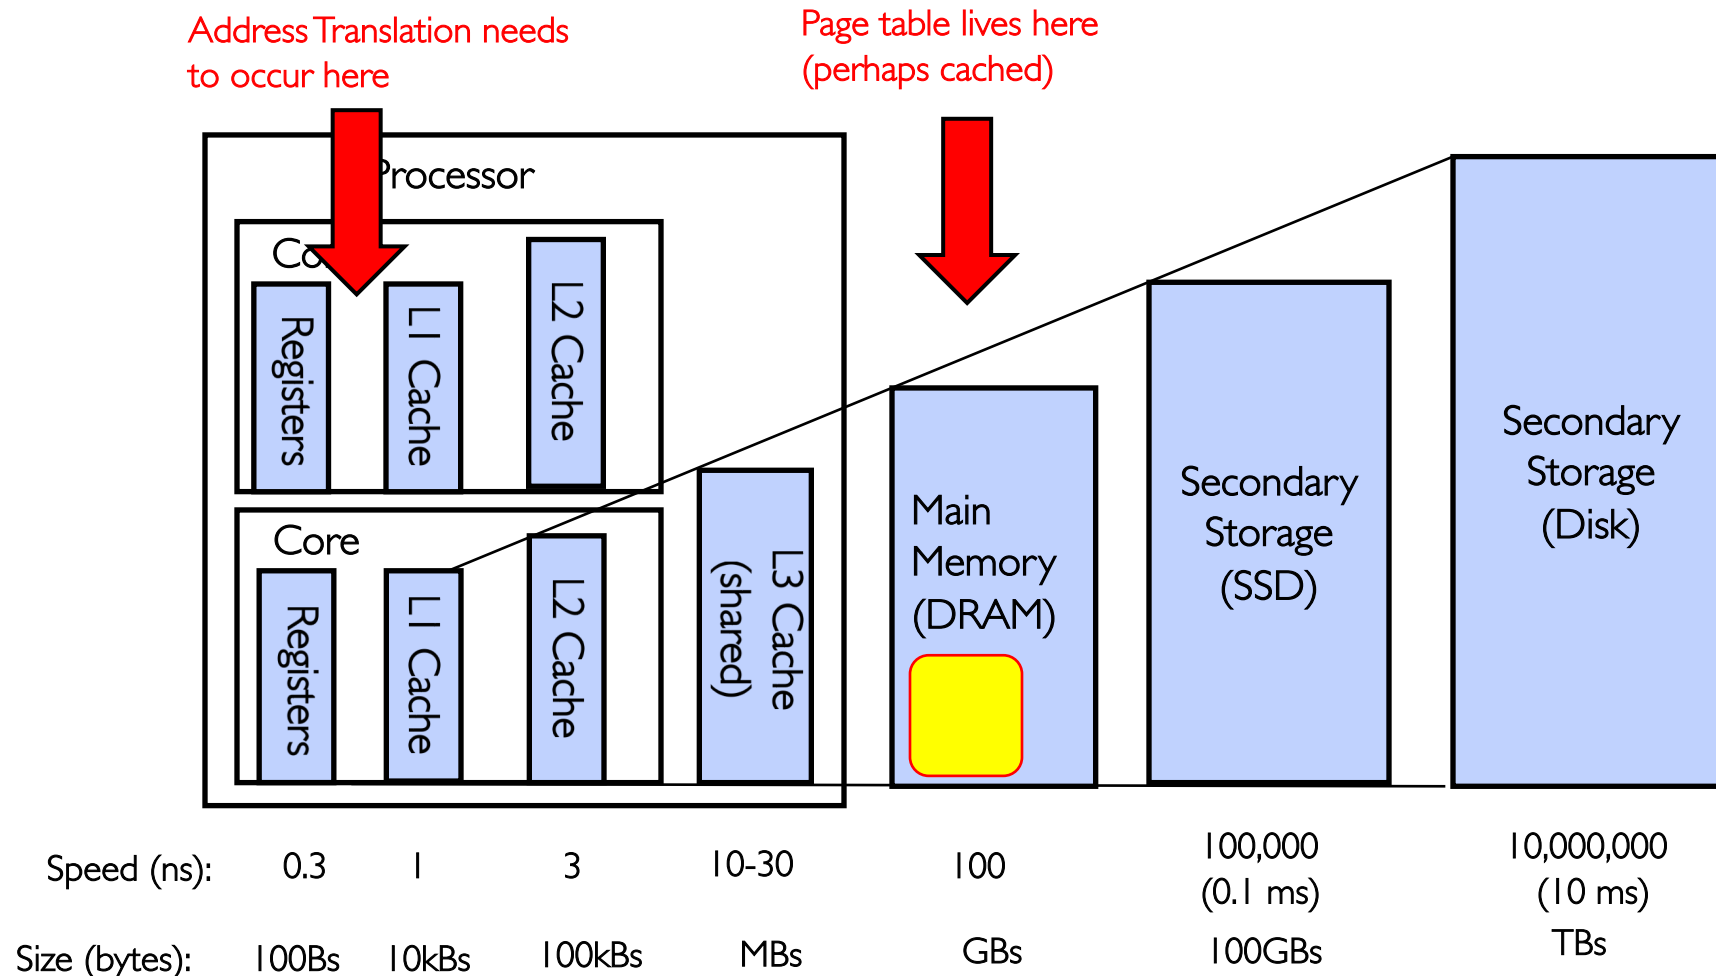 Address Translation needs
to occur here
Page table lives here
(perhaps cached)
Processor
Registers
L1 Cache
L2 Cache
Core
Registers
L1 Cache
L2 Cache
L3 Cache
(shared)
Main
Memory
(DRAM)
Secondary
Storage
(SSD)
Secondary
Storage
(Disk)
Speed (ns):
0.3
1
3
10-30
100
100,000
(0.1 ms)
10,000,000
(10 ms)
Size (bytes):
100Bs
10kBs
100kBs
MBs
GBs
100GBs
TBs